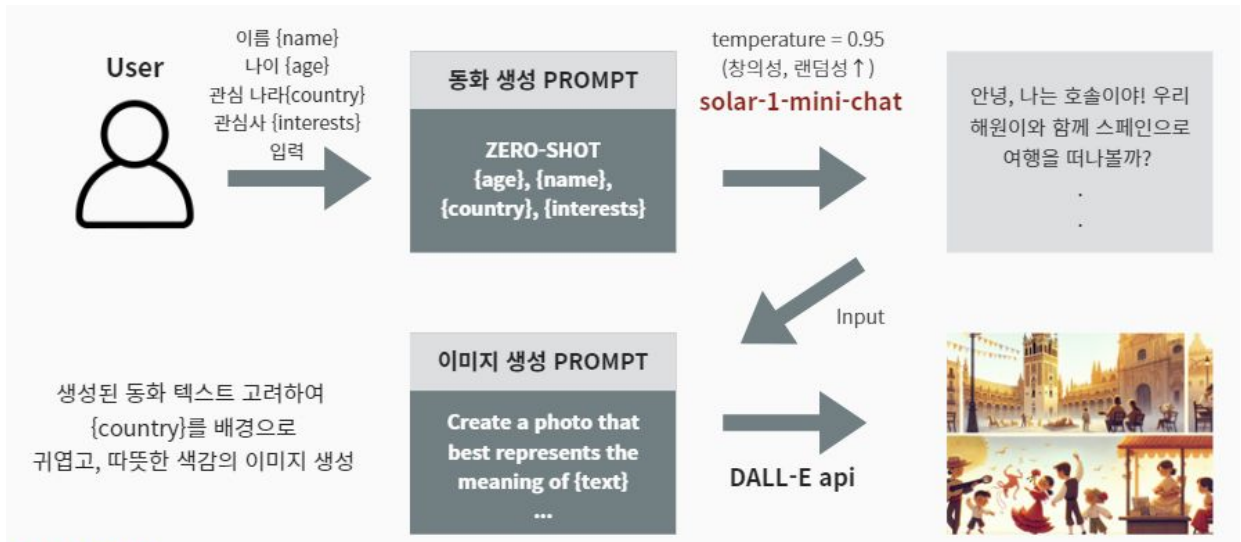 User
이름 {name}
나이 {age}
관심 나라{country}
관심사 {interests}
입력
동화 생성 PROMPT
ZERO-SHOT
{age}, {name},
{country}, {interests}
temperature = 0.95
(창의성, 랜덤성↑)
solar-1-mini-chat
안녕, 나는 호솔이야! 우리
해원이와 함께 스페인으로
여행을 떠나볼까?
.
.
Input
생성된 동화 텍스트 고려하여
{country}를 배경으로
귀엽고, 따뜻한 색감의 이미지 생성
이미지 생성 PROMPT
Create a photo that
best represents the
meaning of {text}
...
DALL-E api